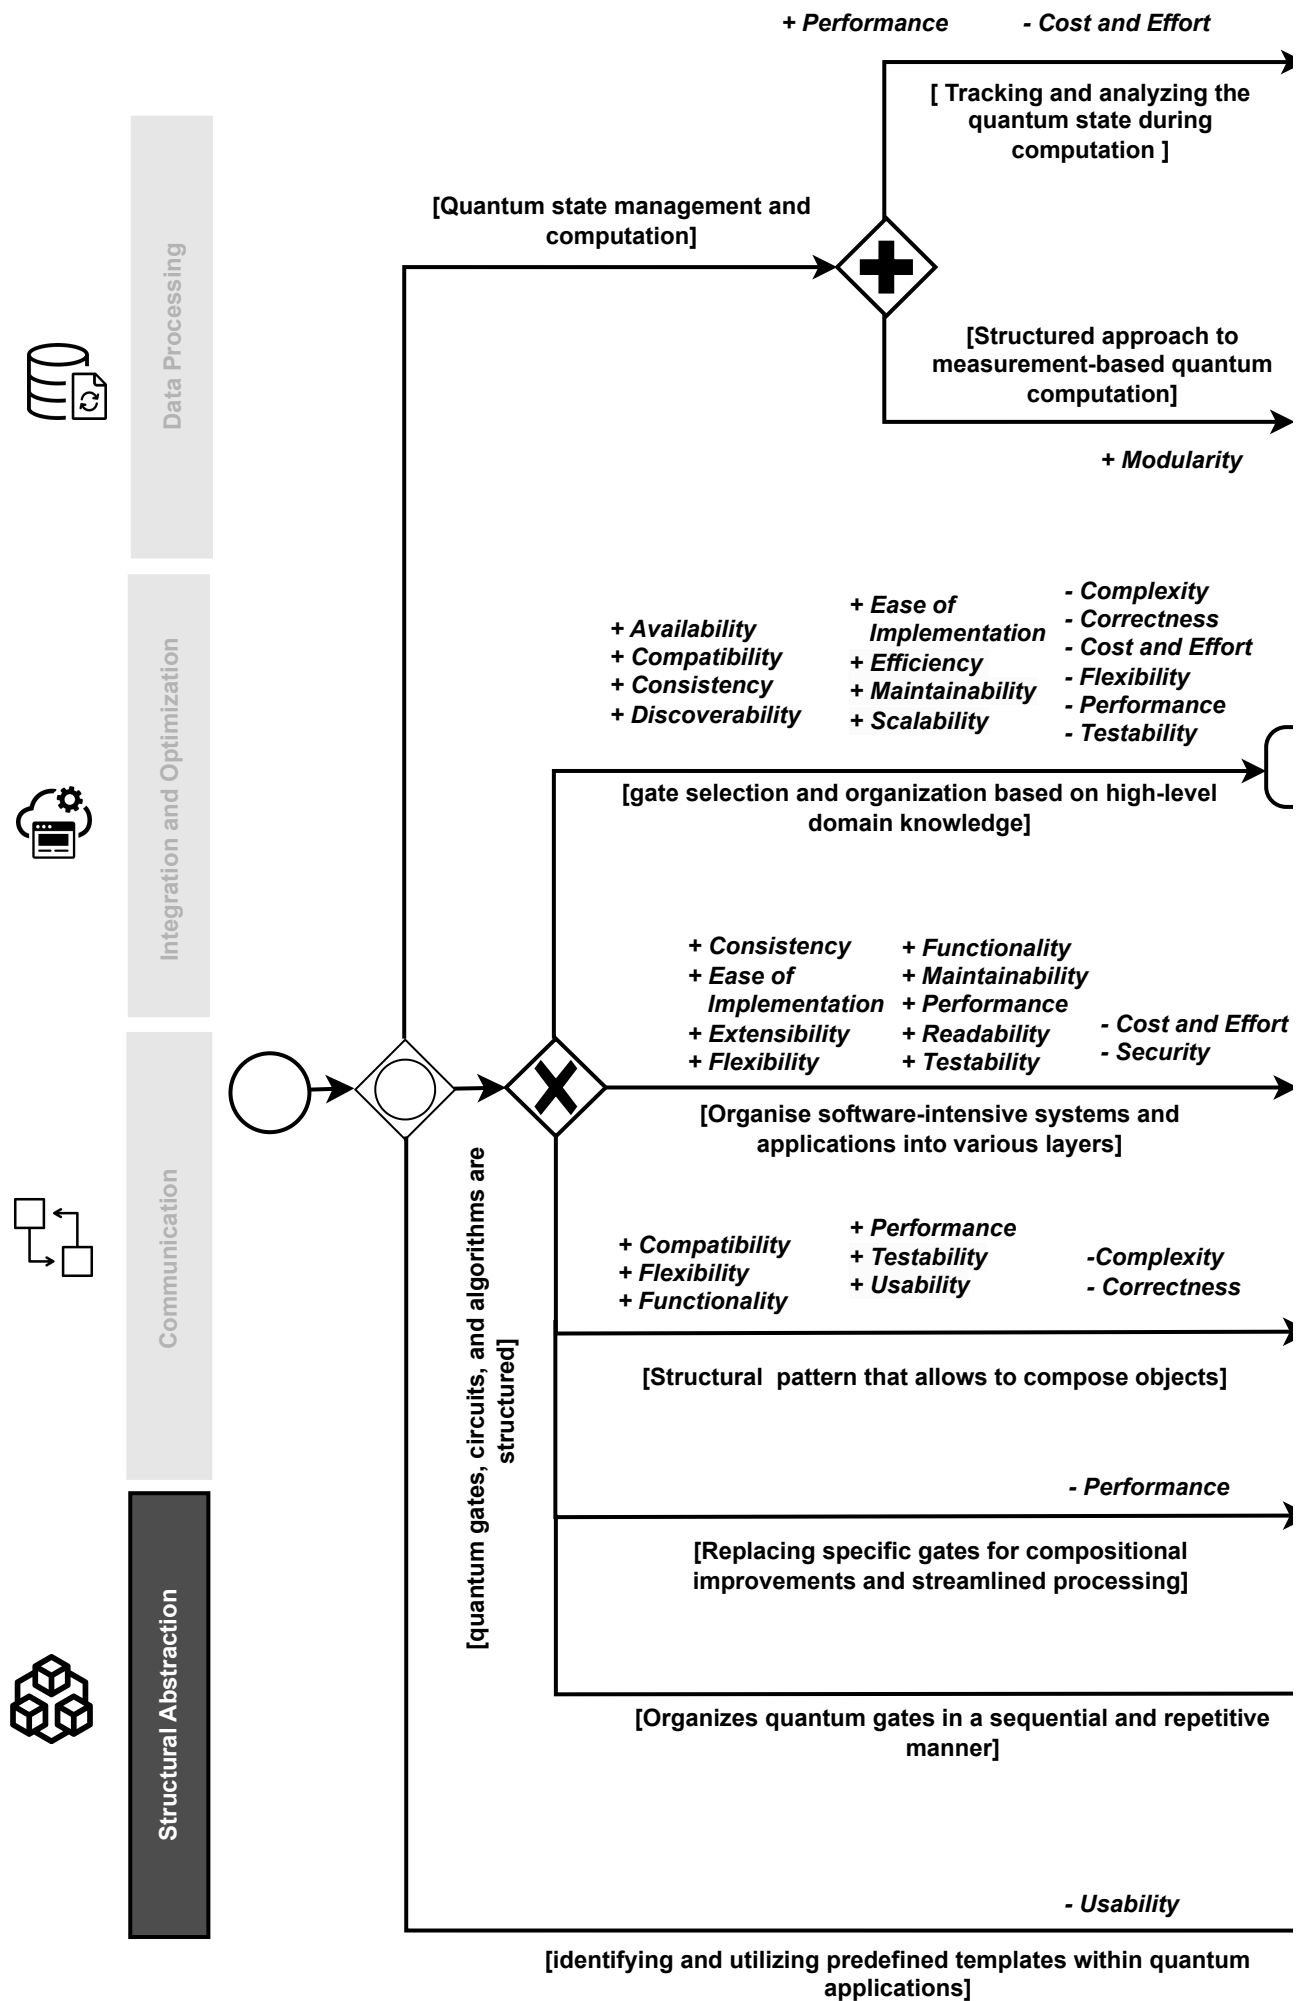 + Performance
- Cost and Effort
[ Tracking and analyzing the
quantum state during
computation ]
[Quantum state management and
computation]
[Structured approach to
measurement-based quantum
computation]
+ Modularity
Data Processing
+ Availability
+ Compatibility
+ Consistency
+ Discoverability
+ Ease of
Implementation
+ Efficiency
+ Maintainability
+ Scalability
- Complexity
- Correctness
- Cost and Effort
- Flexibility
- Performance
- Testability
[gate selection and organization based on high-level
domain knowledge]
Integration and Optimization
+ Consistency
+ Ease of
Implementation
+ Extensibility
+ Flexibility
+ Functionality
+ Maintainability
+ Performance
+ Readability
+ Testability
- Cost and Effort
- Security
[Organise software-intensive systems and
applications into various layers]
Communication
[quantum gates, circuits, and algorithms are
structured]
+ Compatibility
+ Flexibility
+ Functionality
+ Performance
+ Testability
+ Usability
-Complexity
- Correctness
[Structural  pattern that allows to compose objects]
- Performance
[Replacing specific gates for compositional
improvements and streamlined processing]
Structural Abstraction
[Organizes quantum gates in a sequential and repetitive
manner]
- Usability
[identifying and utilizing predefined templates within quantum
applications]